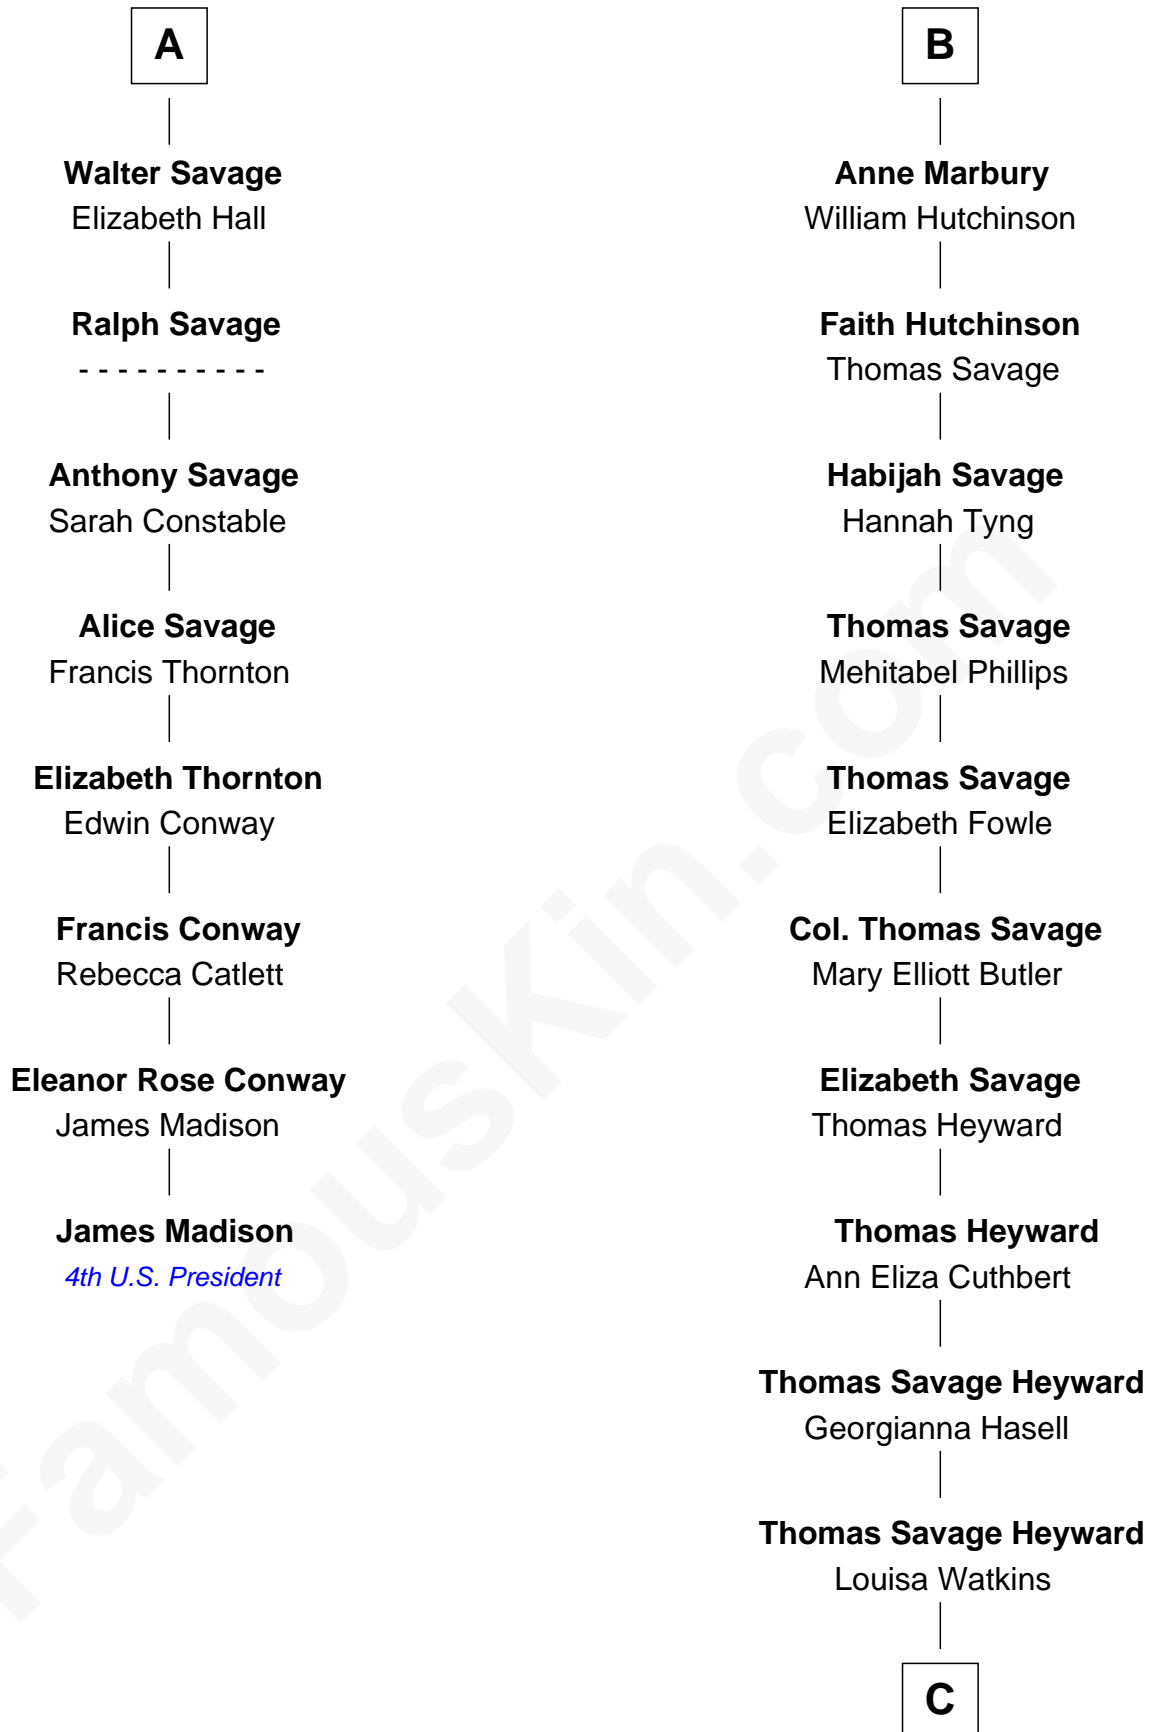 A
Walter Savage
Elizabeth Hall
Ralph Savage
- - - - - - - - - -
Anthony Savage
Sarah Constable
Alice Savage
Francis Thornton
Elizabeth Thornton
Edwin Conway
Francis Conway
Rebecca Catlett
Eleanor Rose Conway
James Madison
James Madison
4th U.S. President
B
Anne Marbury
William Hutchinson
Faith Hutchinson
Thomas Savage
Habijah Savage
Hannah Tyng
Thomas Savage
Mehitabel Phillips
Thomas Savage
Elizabeth Fowle
Col. Thomas Savage
Mary Elliott Butler
Elizabeth Savage
Thomas Heyward
Thomas Heyward
Ann Eliza Cuthbert
Thomas Savage Heyward
Georgianna Hasell
Thomas Savage Heyward
Louisa Watkins
C
FamousKin.com